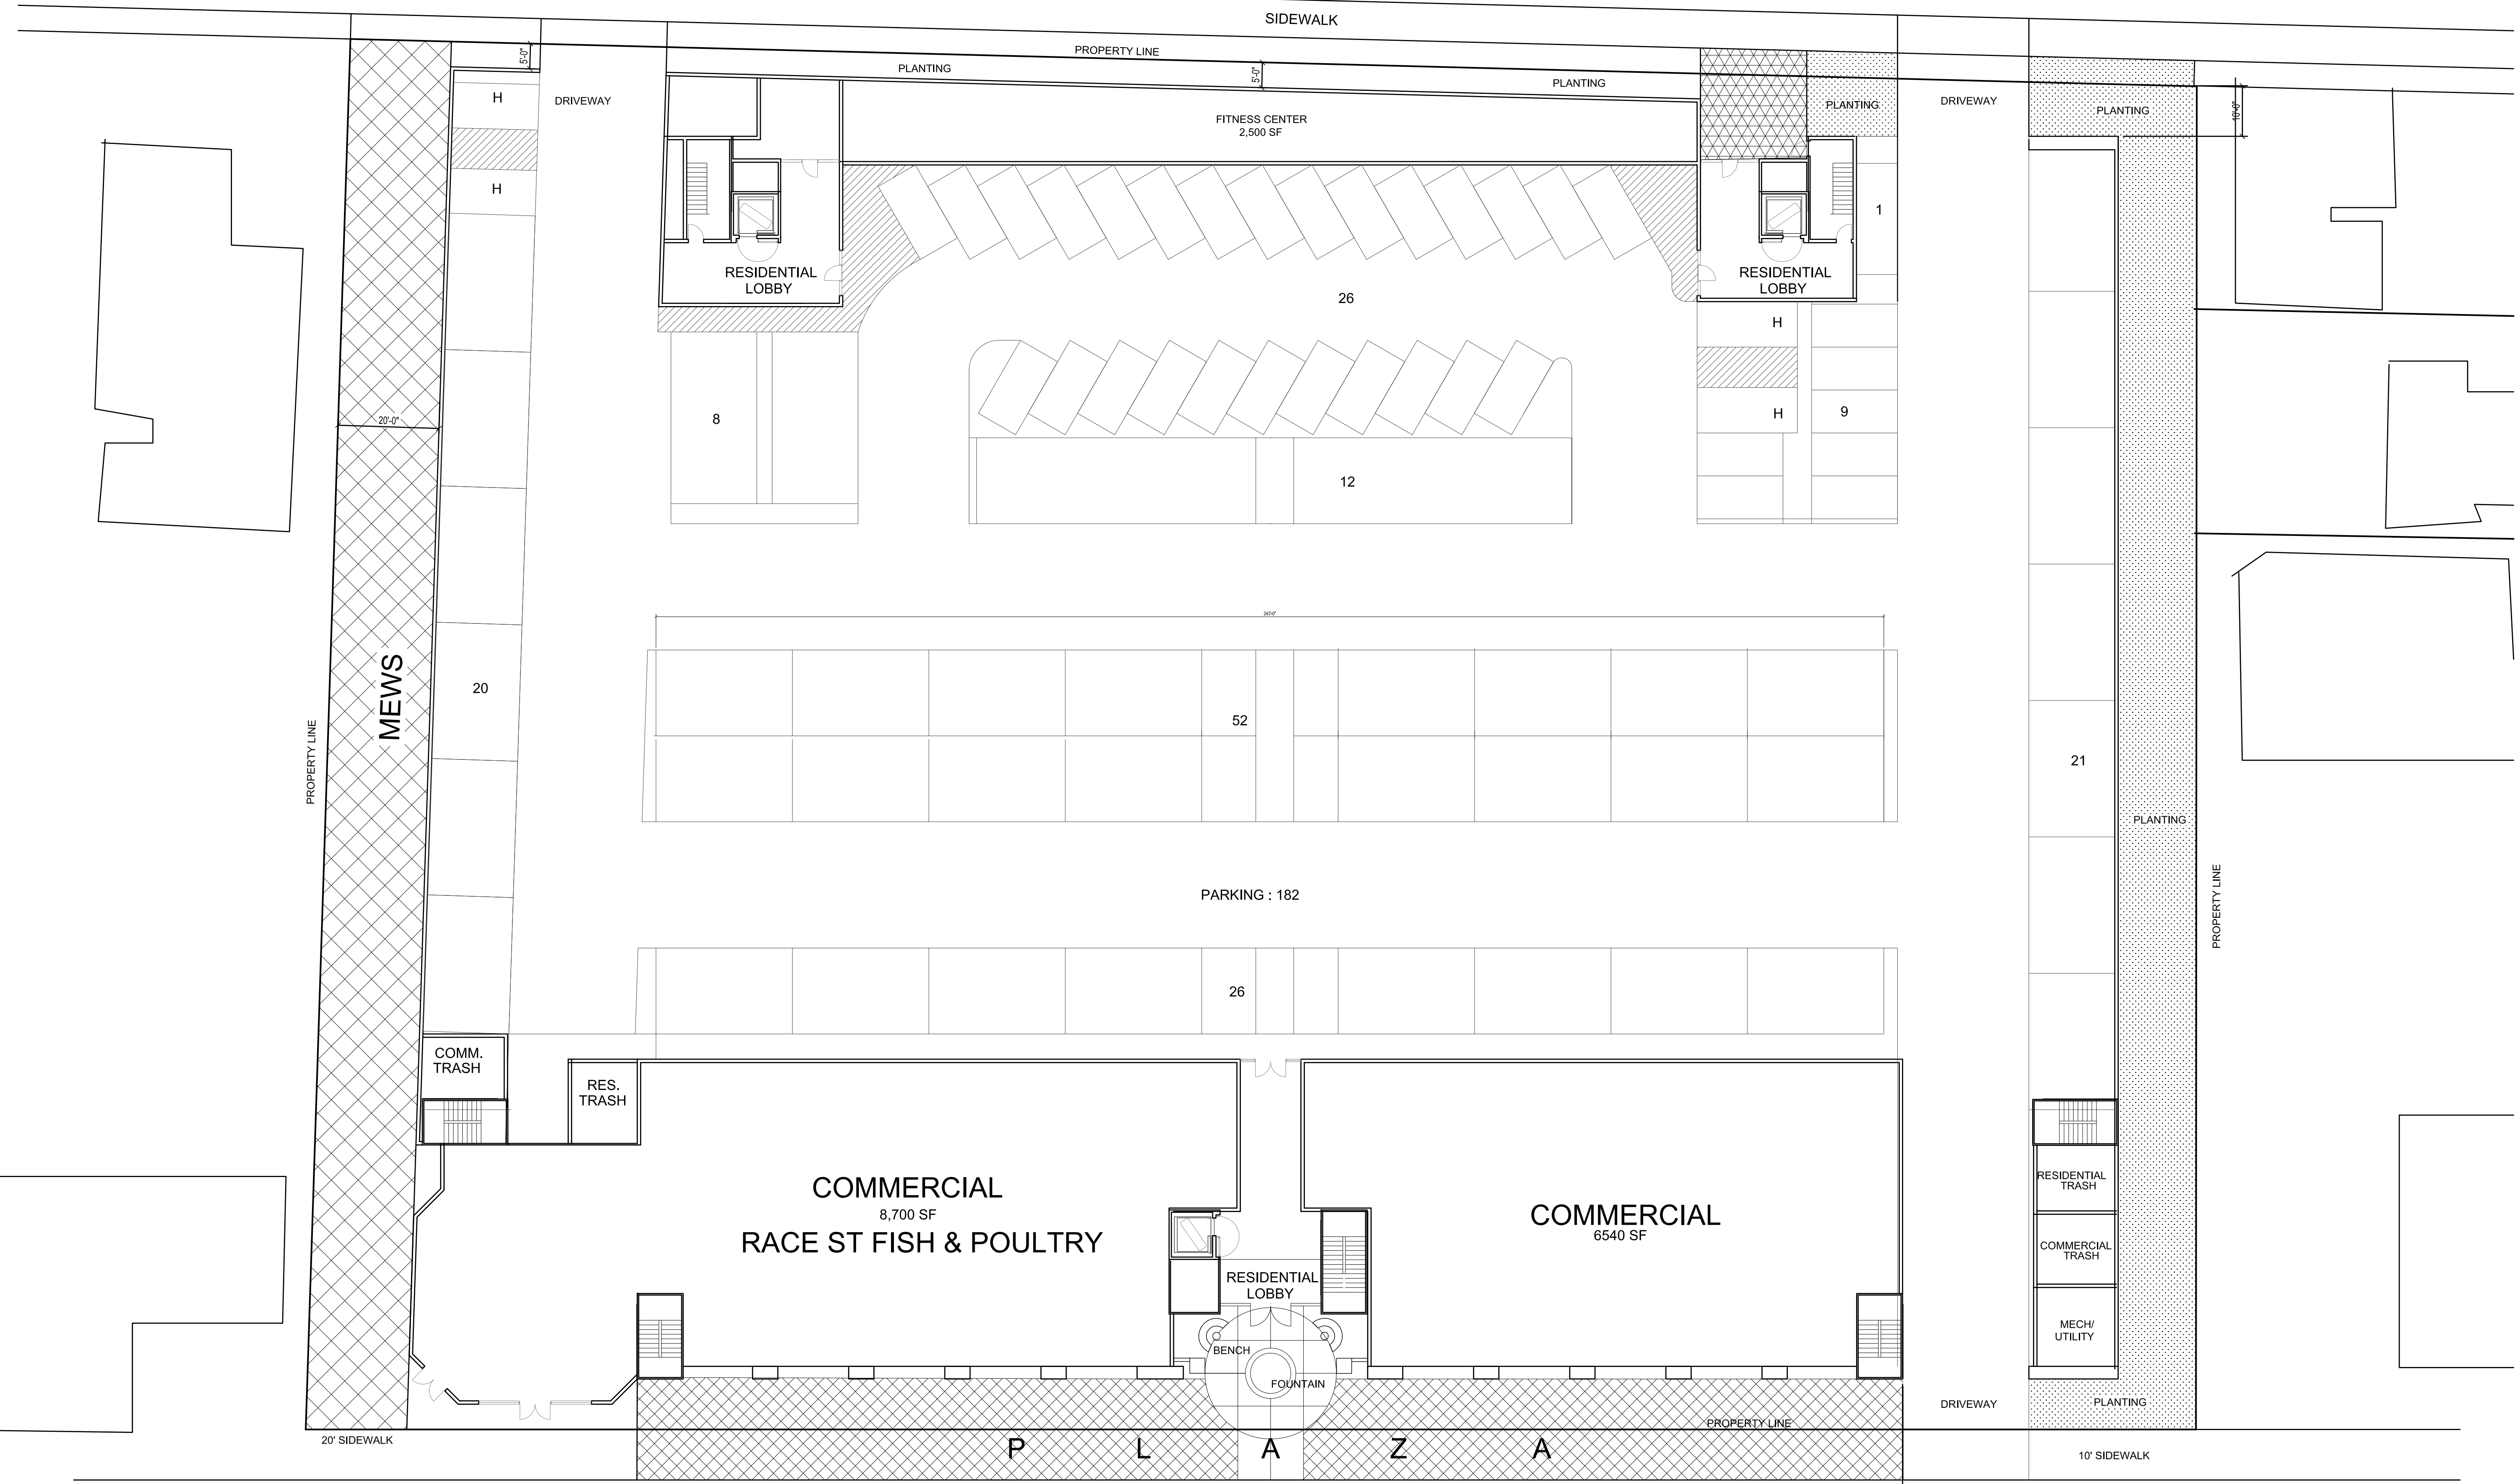 SIDEWALK
PROPERTY LINE
5'-0"
PLANTING
5'-0"
PLANTING
H
DRIVEWAY
PLANTING
DRIVEWAY
PLANTING
10'-0"
FITNESS CENTER
2,500 SF
H
1
RESIDENTIAL
LOBBY
RESIDENTIAL
LOBBY
26
H
20'-0"
8
H
9
12
243'-0"
MEWS
20
52
PROPERTY LINE
21
PLANTING
PARKING : 182
PROPERTY LINE
26
COMM.
TRASH
RES.
TRASH
COMMERCIAL
8,700 SF
RACE ST FISH & POULTRY
COMMERCIAL
6540 SF
RESIDENTIAL
TRASH
COMMERCIAL
TRASH
RESIDENTIAL
LOBBY
MECH/
UTILITY
BENCH
FOUNTAIN
DRIVEWAY
PLANTING
PROPERTY LINE
20' SIDEWALK
P L A Z A
10' SIDEWALK